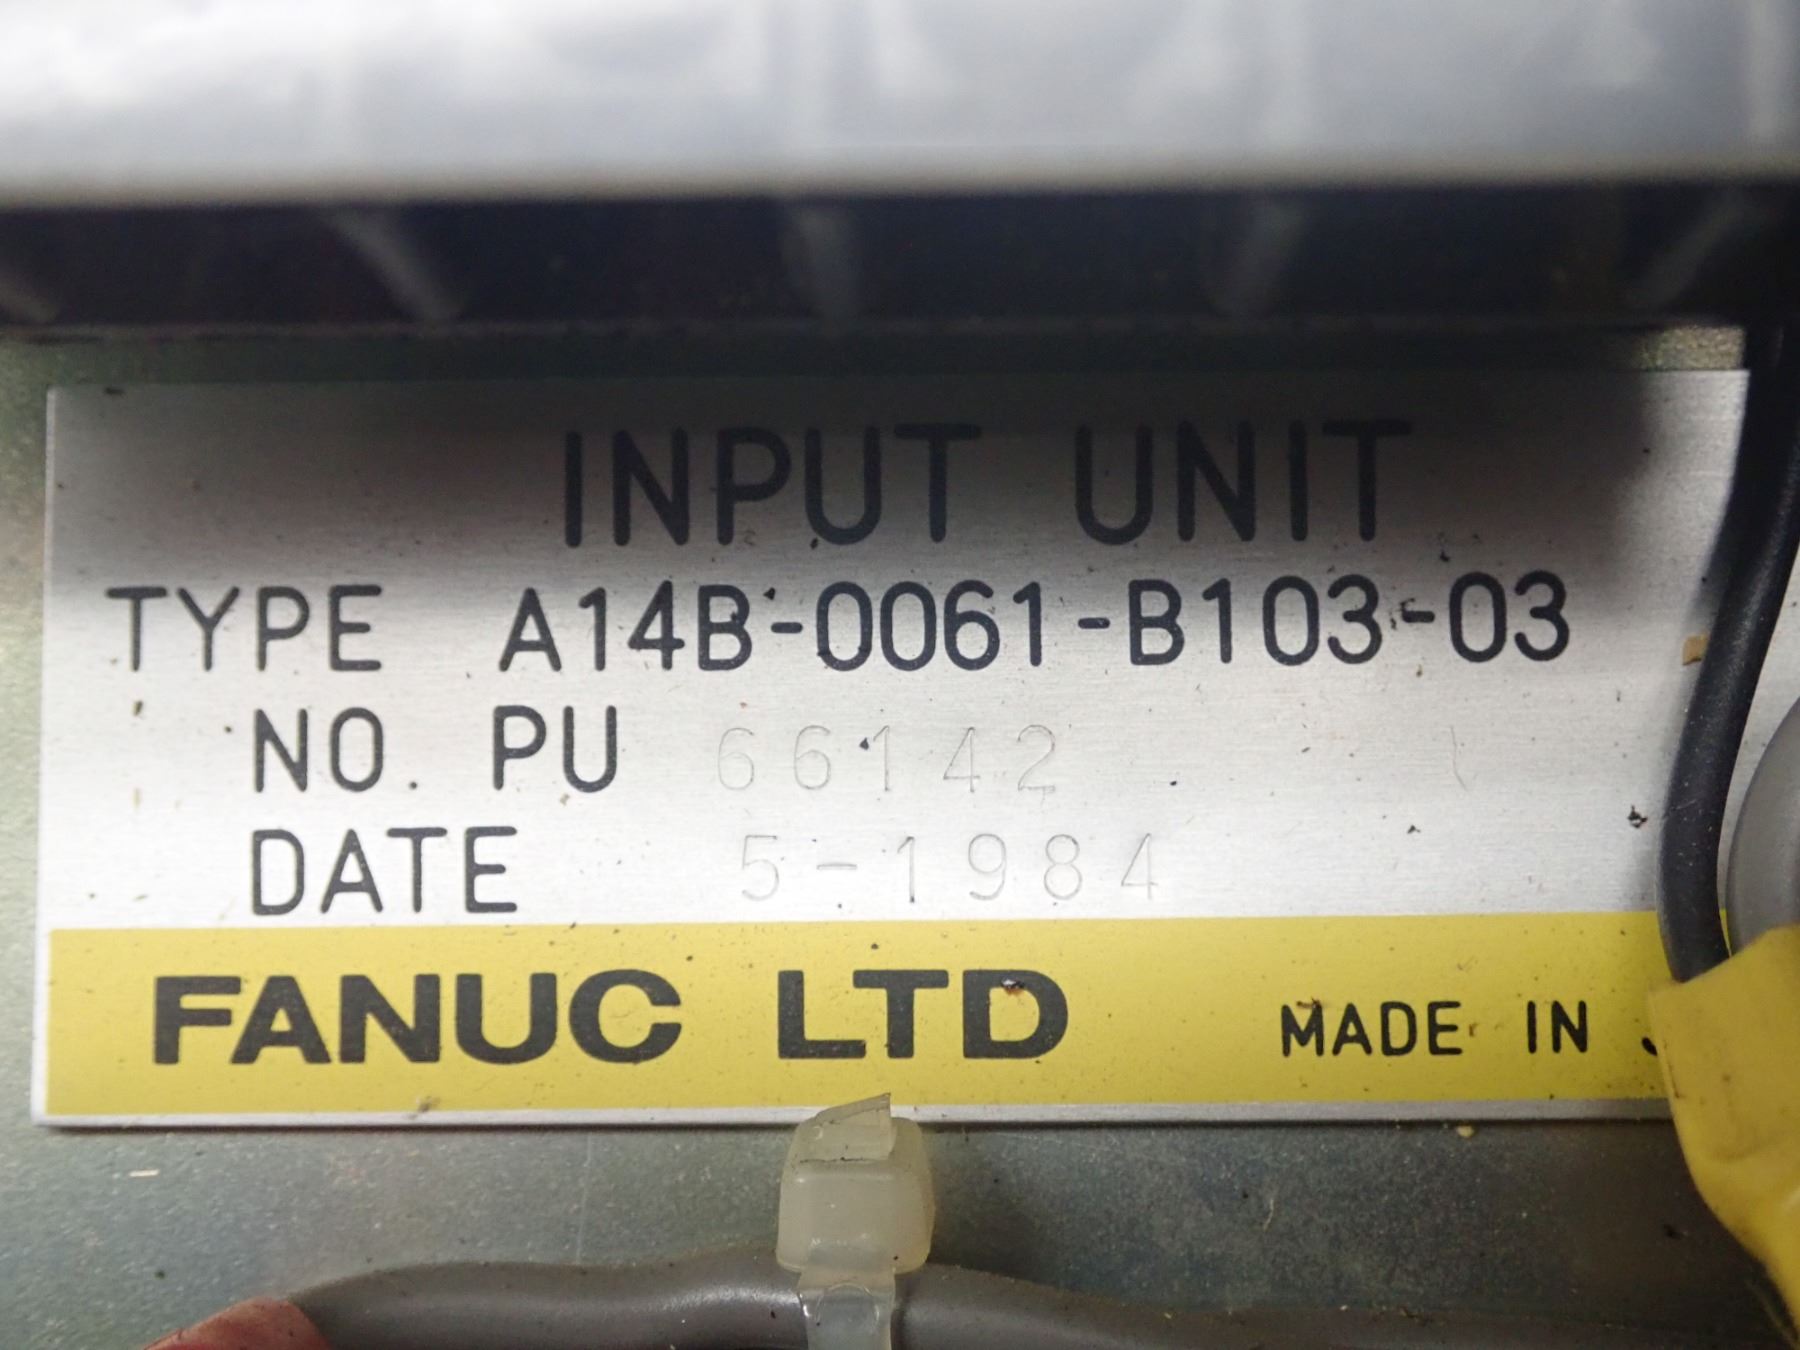 INPUT UNIT
TYPE A14B-0061-B103-03
NO. PU 66142
DATE 5-1984
FANUC LTD MADE IN